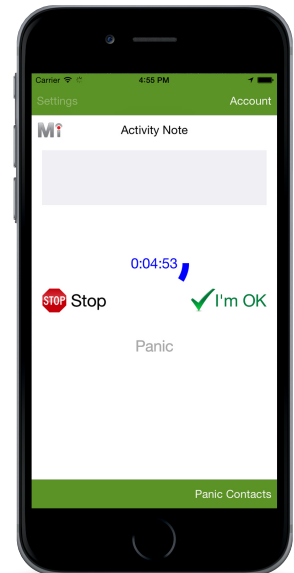 Carrier 4:55 PM
Settings Account
Mi Activity Note
0:04:53
STOP Stop I'm OK
Panic
Panic Contacts